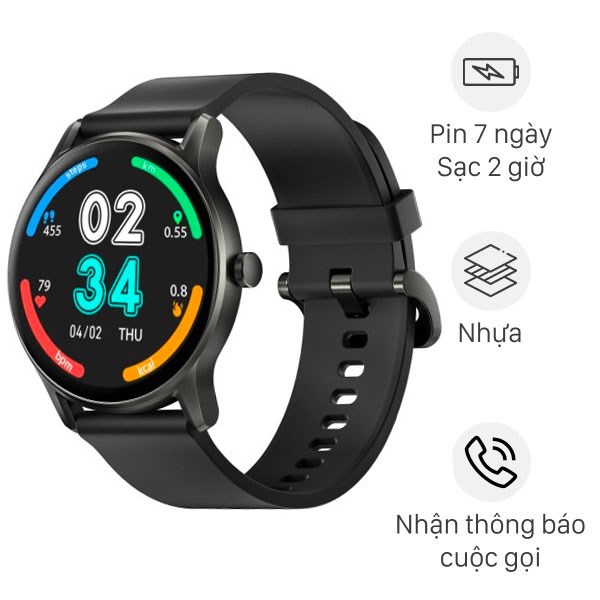 steps
km
455
02
0.55
79
34
0.8
04/02 THU
bpm
kcal
Pin 7 ngày
Sạc 2 giờ
Nhựa
Nhận thông báo
cuộc gọi